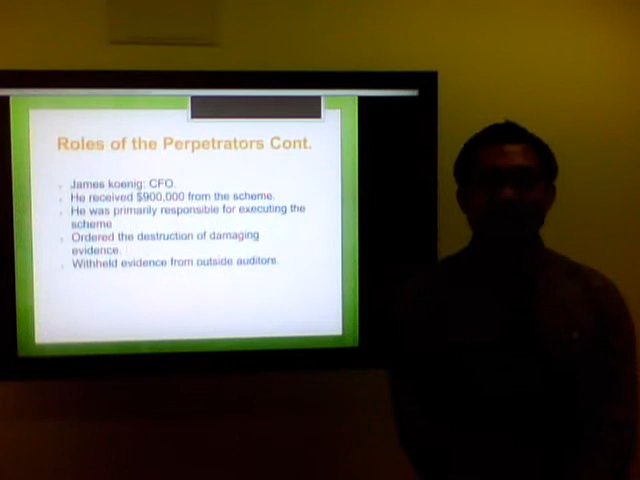 Roles of the Perpetrators Cont.
James koenig: CFO.
He received $900,000 from the scheme.
He was primarily responsible for executing the
scheme
Ordered the destruction of damaging
evidence.
Withheld evidence from outside auditors.